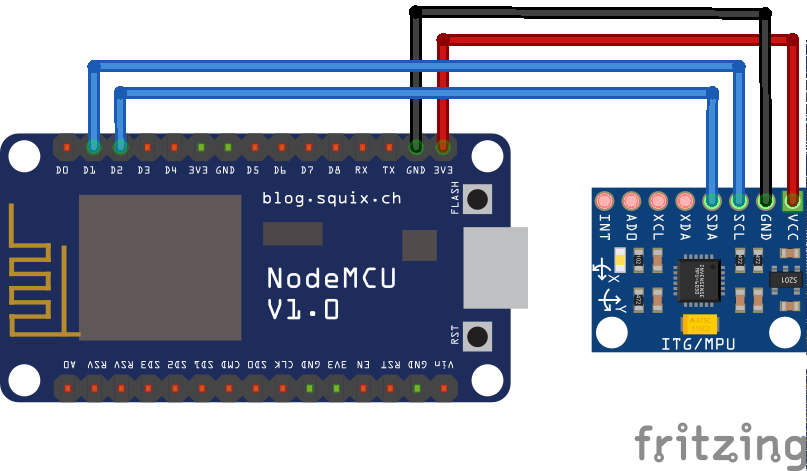 D0 D1 D2 D3 D4 3V3 GND D5 D6 D7 D8 RX TX GND 3V3
blog.squix.ch
FLASH
NodeMCU
V1.0
RST
A0 RSV RSV SD3 SD2 SD1 CMD SD0 CLK GND 3V3 EN RST GND Vin
INT ADO XCL XDA SDA SCL GND VCC
X
Y
ITG/MPU
fritzing